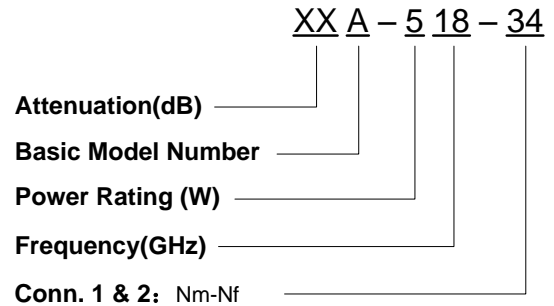 XX A – 5 18 – 34
Attenuation(dB)
Basic Model Number
Power Rating (W)
Frequency(GHz)
Conn. 1 & 2: Nm-Nf